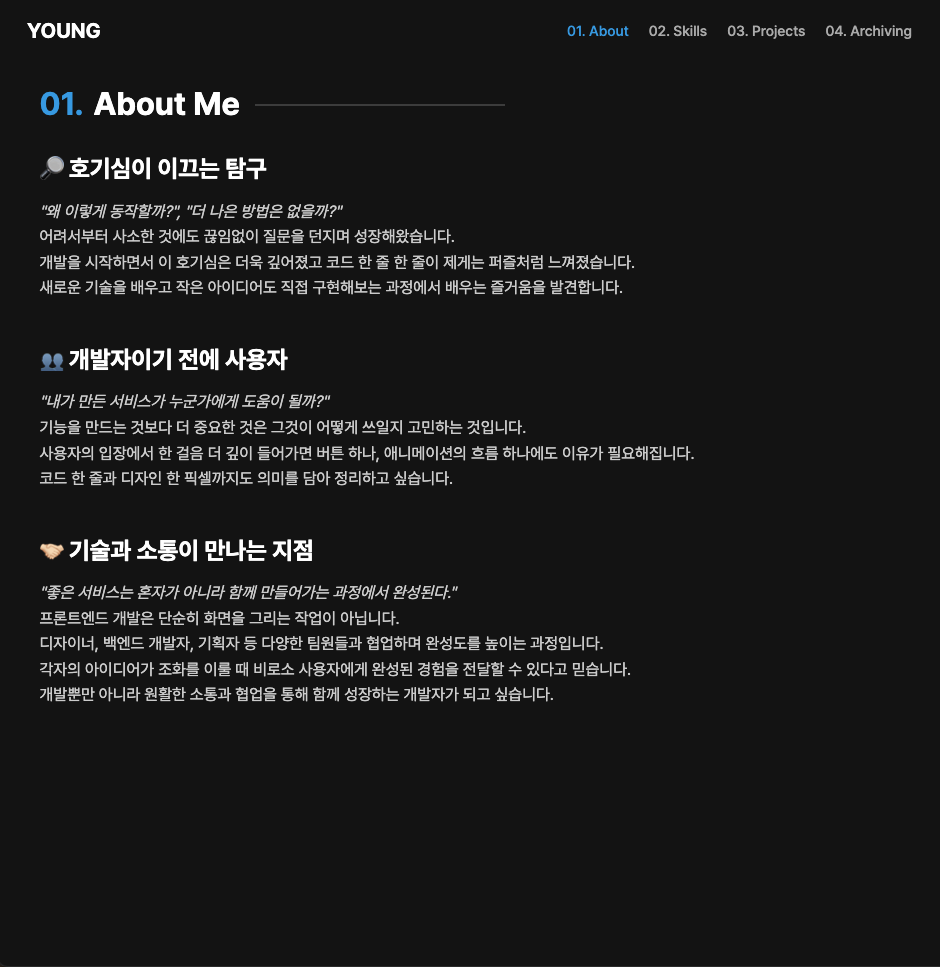 YOUNG
01. About
02. Skills
03. Projects
04. Archiving
01. About Me
호기심이 이끄는 탐구
"왜 이렇게 동작할까?", "더 나은 방법은 없을까?"
어려서부터 사소한 것에도 끊임없이 질문을 던지며 성장해왔습니다.
개발을 시작하면서 이 호기심은 더욱 깊어졌고 코드 한 줄 한 줄이 제게는 퍼즐처럼 느껴졌습니다.
새로운 기술을 배우고 작은 아이디어도 직접 구현해보는 과정에서 배우는 즐거움을 발견합니다.
개발자이기 전에 사용자
"내가 만든 서비스가 누군가에게 도움이 될까?"
기능을 만드는 것보다 더 중요한 것은 그것이 어떻게 쓰일지 고민하는 것입니다.
사용자의 입장에서 한 걸음 더 깊이 들어가면 버튼 하나, 애니메이션의 흐름 하나에도 이유가 필요해집니다.
코드 한 줄과 디자인 한 픽셀까지도 의미를 담아 정리하고 싶습니다.
기술과 소통이 만나는 지점
"좋은 서비스는 혼자가 아니라 함께 만들어가는 과정에서 완성된다."
프론트엔드 개발은 단순히 화면을 그리는 작업이 아닙니다.
디자이너, 백엔드 개발자, 기획자 등 다양한 팀원들과 협업하며 완성도를 높이는 과정입니다.
각자의 아이디어가 조화를 이룰 때 비로소 사용자에게 완성된 경험을 전달할 수 있다고 믿습니다.
개발뿐만 아니라 원활한 소통과 협업을 통해 함께 성장하는 개발자가 되고 싶습니다.